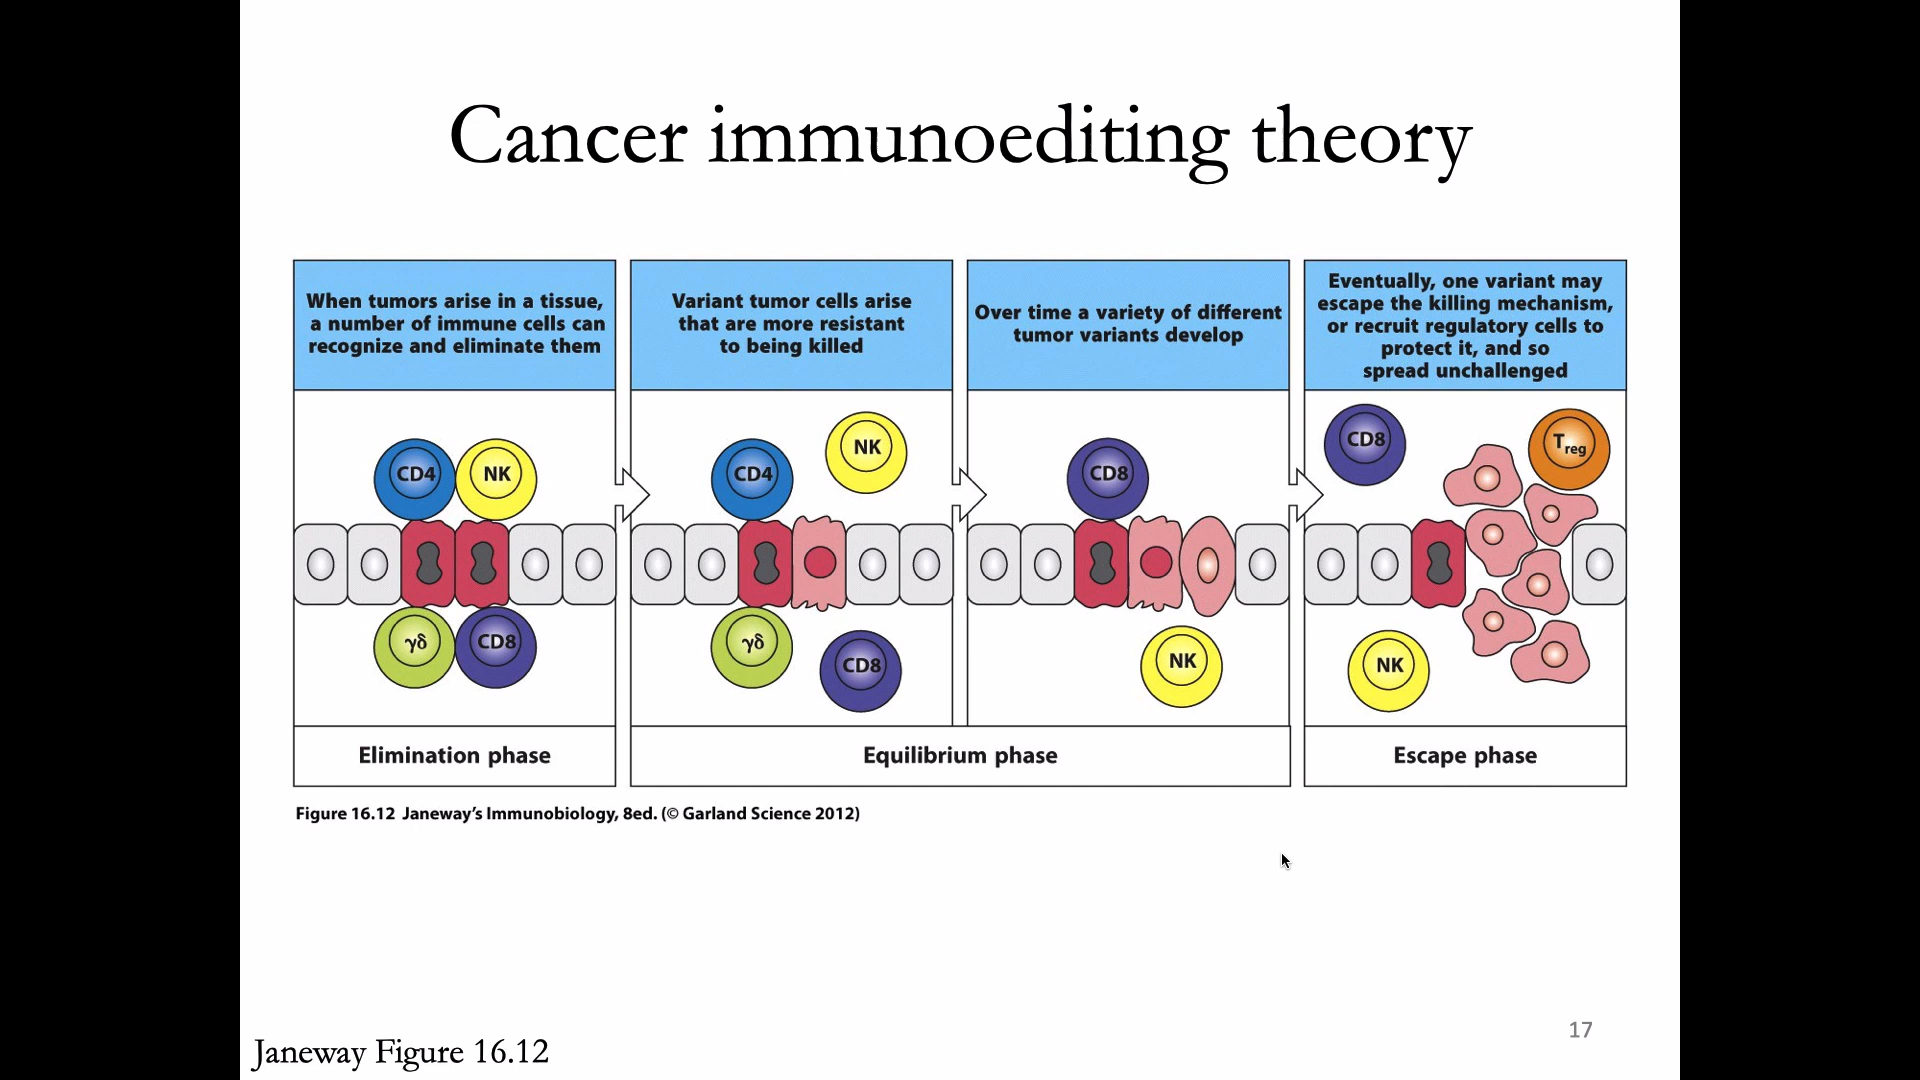 Cancer immunoediting theory
When tumors arise in a tissue,
a number of immune cells can
recognize and eliminate them
Variant tumor cells arise
that are more resistant
to being killed
Over time a variety of different
tumor variants develop
Eventually, one variant may
escape the killing mechanism,
or recruit regulatory cells to
protect it, and so
spread unchallenged
CD4
NK
γδ
CD8
CD4
NK
γδ
CD8
CD8
NK
CD8
Treg
NK
Elimination phase
Equilibrium phase
Escape phase
Figure 16.12 Janeway’s Immunobiology, 8ed. (© Garland Science 2012)
17
Janeway Figure 16.12